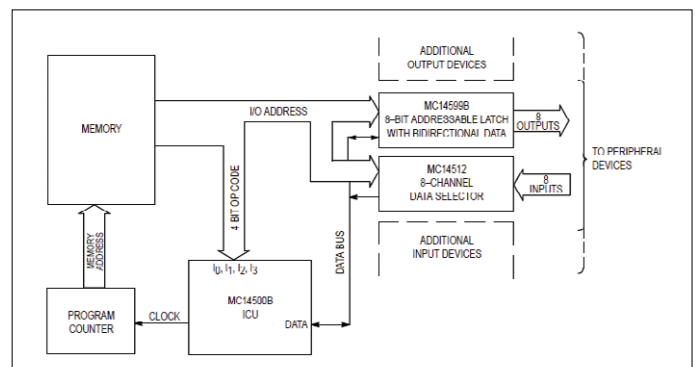 ADDITIONAL
OUTPUT DEVICES
MEMORY
I/O ADDRESS
MC14599B
8–BIT ADDRESSABLE LATCH
WITH BIDIRECTIONAL DATA
8
OUTPUTS
TO PERIPHERAL
DEVICES
MC14512
8–CHANNEL
DATA SELECTOR
8
INPUTS
4 BIT OP CODE
DATA BUS
ADDITIONAL
INPUT DEVICES
MEMORY
ADDRESS
I0, I1, I2, I3
MC14500B
ICU
DATA
PROGRAM
COUNTER
CLOCK